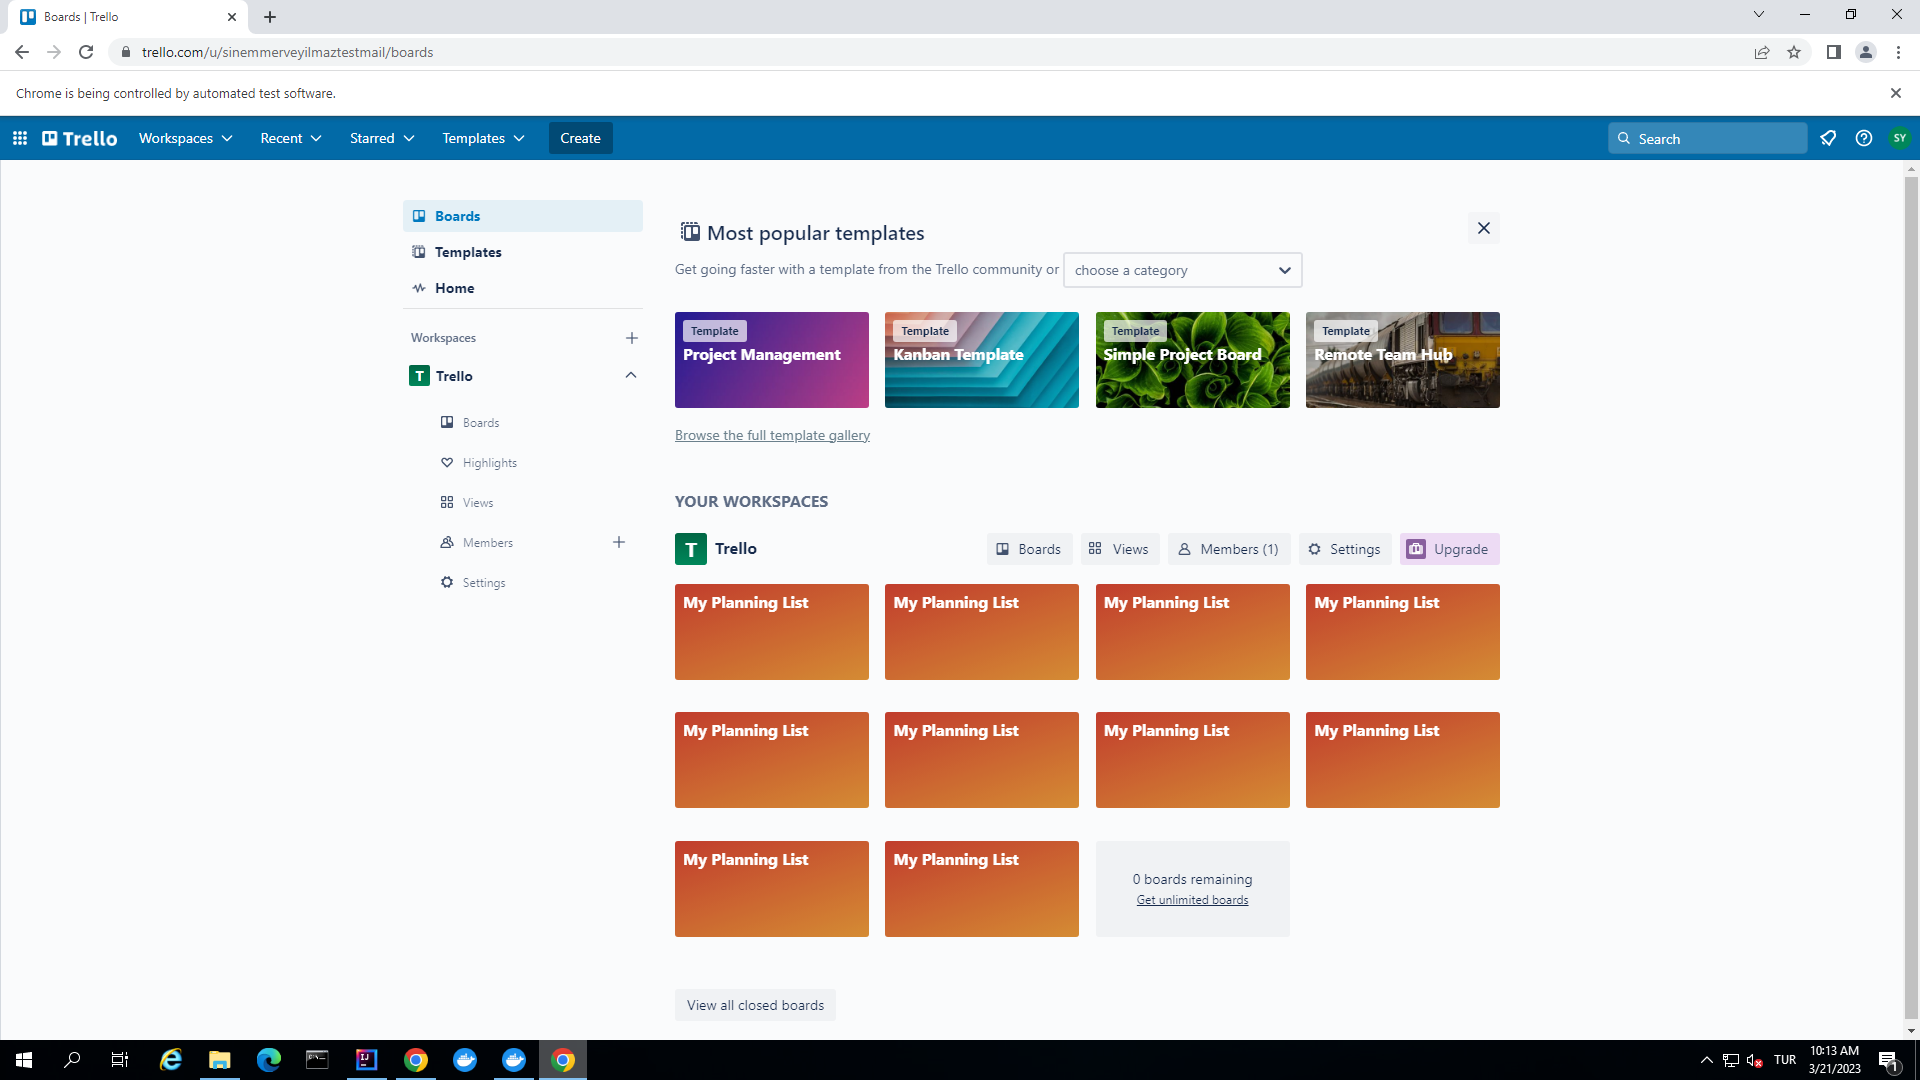 Boards | Trello
trello.com/u/sinemmerveyilmaztestmail/boards
Chrome is being controlled by automated test software.
Trello
Workspaces
Recent
Starred
Templates
Create
Search
SY
Boards
Templates
Home
Workspaces
T Trello
Boards
Highlights
Views
Members
Settings
Most popular templates
Get going faster with a template from the Trello community or choose a category
Template
Project Management
Template
Kanban Template
Template
Simple Project Board
Template
Remote Team Hub
Browse the full template gallery
YOUR WORKSPACES
T Trello
Boards
Views
Members (1)
Settings
Upgrade
My Planning List
My Planning List
My Planning List
My Planning List
My Planning List
My Planning List
My Planning List
My Planning List
My Planning List
My Planning List
0 boards remaining
Get unlimited boards
View all closed boards
TUR
10:13 AM
3/21/2023
1